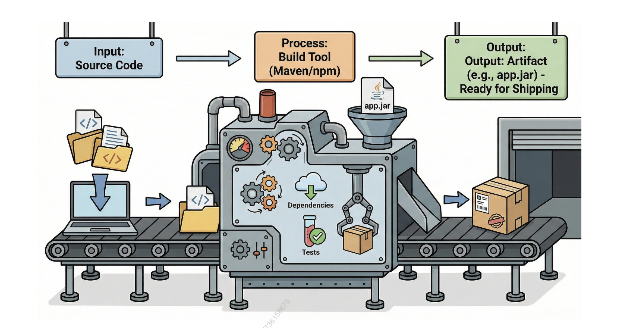 Input:
Source Code
Process:
Build Tool
(Maven/npm)
Output:
Output: Artifact
(e.g., app.jar) -
Ready for Shipping
app.jar
</>
</>
</>
Dependencies
Tests